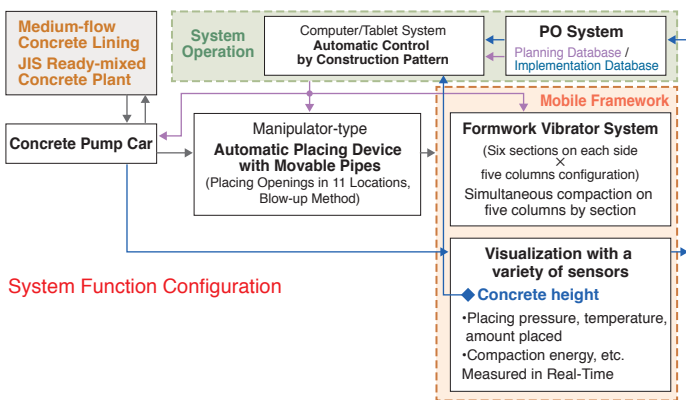 Medium-flow
Concrete Lining
JIS Ready-mixed
Concrete Plant
System
Operation
Computer/Tablet System
Automatic Control
by Construction Pattern
PO System
Planning Database /
Implementation Database
Mobile Framework
Concrete Pump Car
Manipulator-type
Automatic Placing Device
with Movable Pipes
(Placing Openings in 11 Locations,
Blow-up Method)
Formwork Vibrator System
(Six sections on each side
×
five columns configuration)
Simultaneous compaction on
five columns by section
System Function Configuration
Visualization with a
variety of sensors
Concrete height
•Placing pressure, temperature,
amount placed
•Compaction energy, etc.
Measured in Real-Time